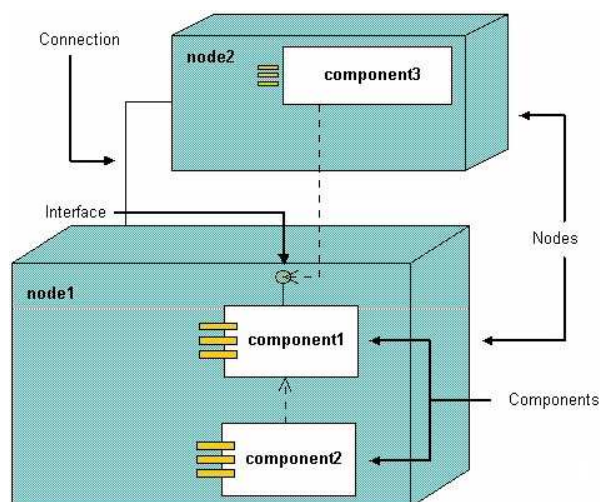 Connection
node2
component3
Interface
Nodes
node1
component1
Components
component2